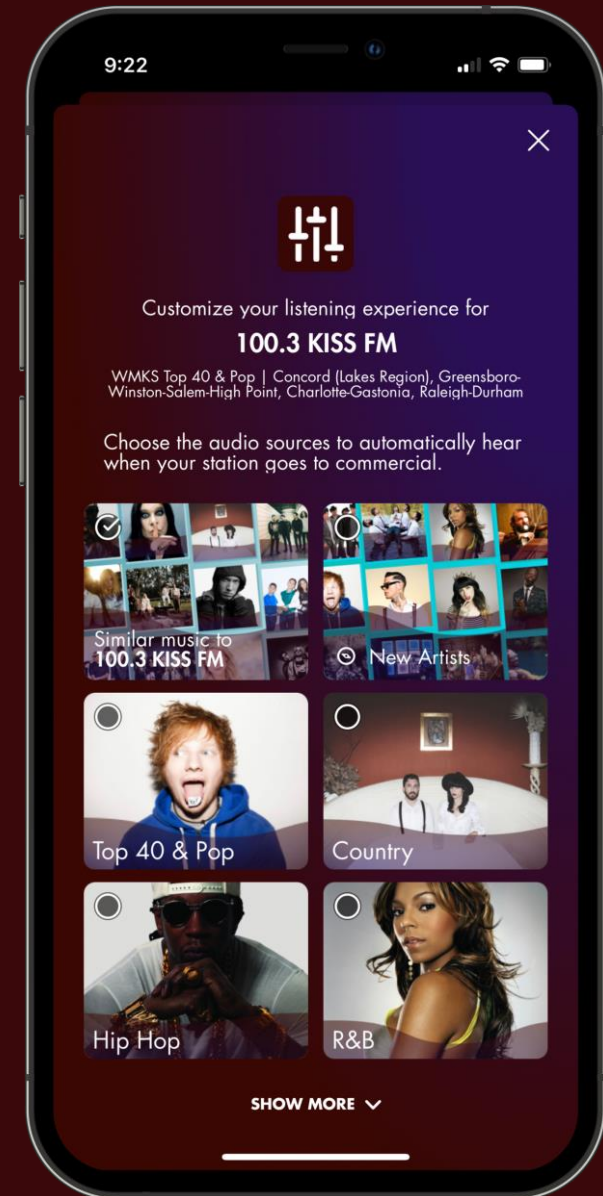 9:22
Customize your listening experience for
100.3 KISS FM
WMKS Top 40 & Pop | Concord (Lakes Region), Greensboro-
Winston-Salem-High Point, Charlotte-Gastonia, Raleigh-Durham
Choose the audio sources to automatically hear
when your station goes to commercial.
Similar music to
100.3 KISS FM
New Artists
Top 40 & Pop
Country
Hip Hop
R&B
SHOW MORE